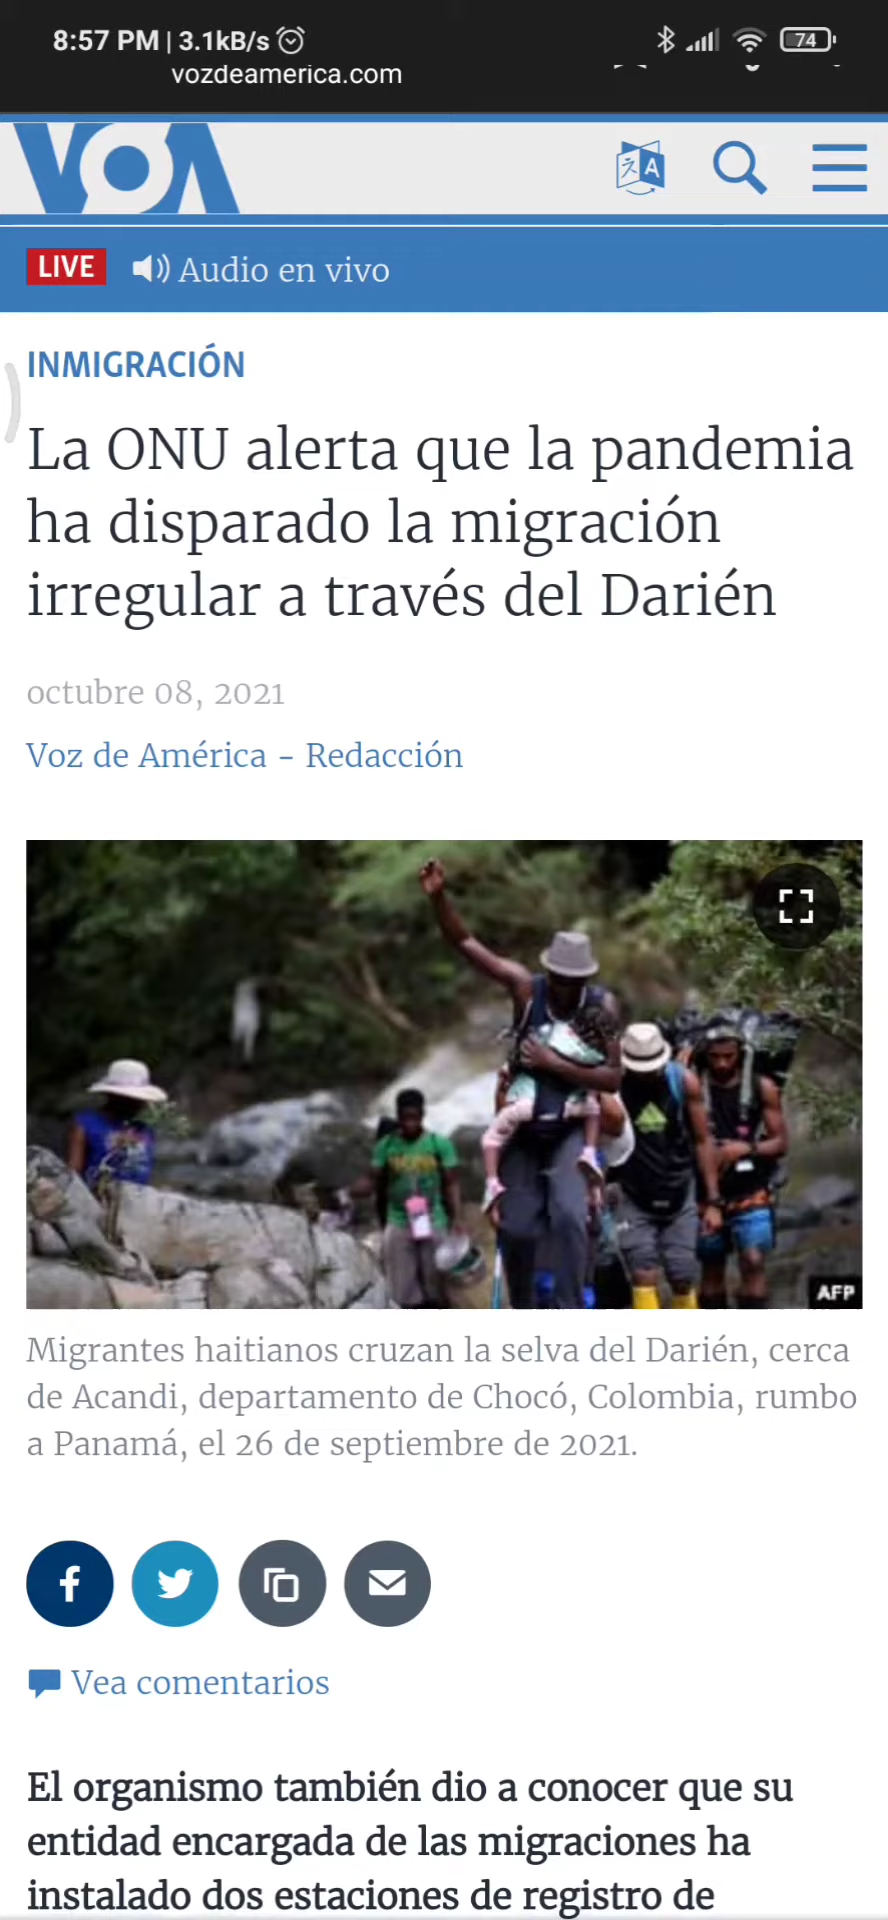 8:57 PM | 3.1kB/s
74
vozdeamerica.com
VOA
LIVE Audio en vivo
INMIGRACIÓN
La ONU alerta que la pandemia
ha disparado la migración
irregular a través del Darién
octubre 08, 2021
Voz de América - Redacción
AFP
Migrantes haitianos cruzan la selva del Darién, cerca
de Acandi, departamento de Chocó, Colombia, rumbo
a Panamá, el 26 de septiembre de 2021.
Vea comentarios
El organismo también dio a conocer que su
entidad encargada de las migraciones ha
instalado dos estaciones de registro de